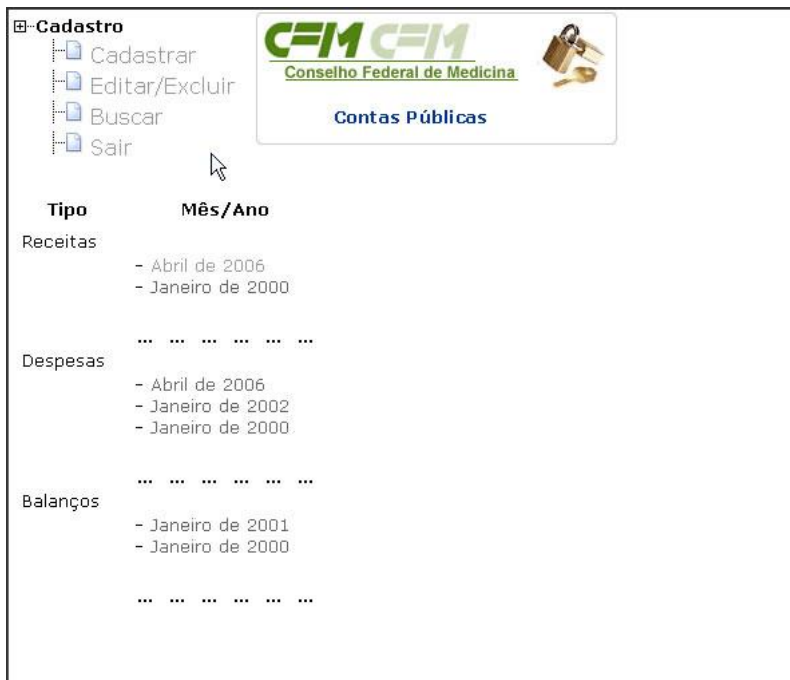 Cadastro
Cadastrar
Editar/Excluir
Buscar
Sair
CFM CFM
Conselho Federal de Medicina
Contas Públicas
Tipo Mês/Ano
Receitas
- Abril de 2006
- Janeiro de 2000
... ... ... ... ... ...
Despesas
- Abril de 2006
- Janeiro de 2002
- Janeiro de 2000
... ... ... ... ... ...
Balanços
- Janeiro de 2001
- Janeiro de 2000
... ... ... ... ... ...